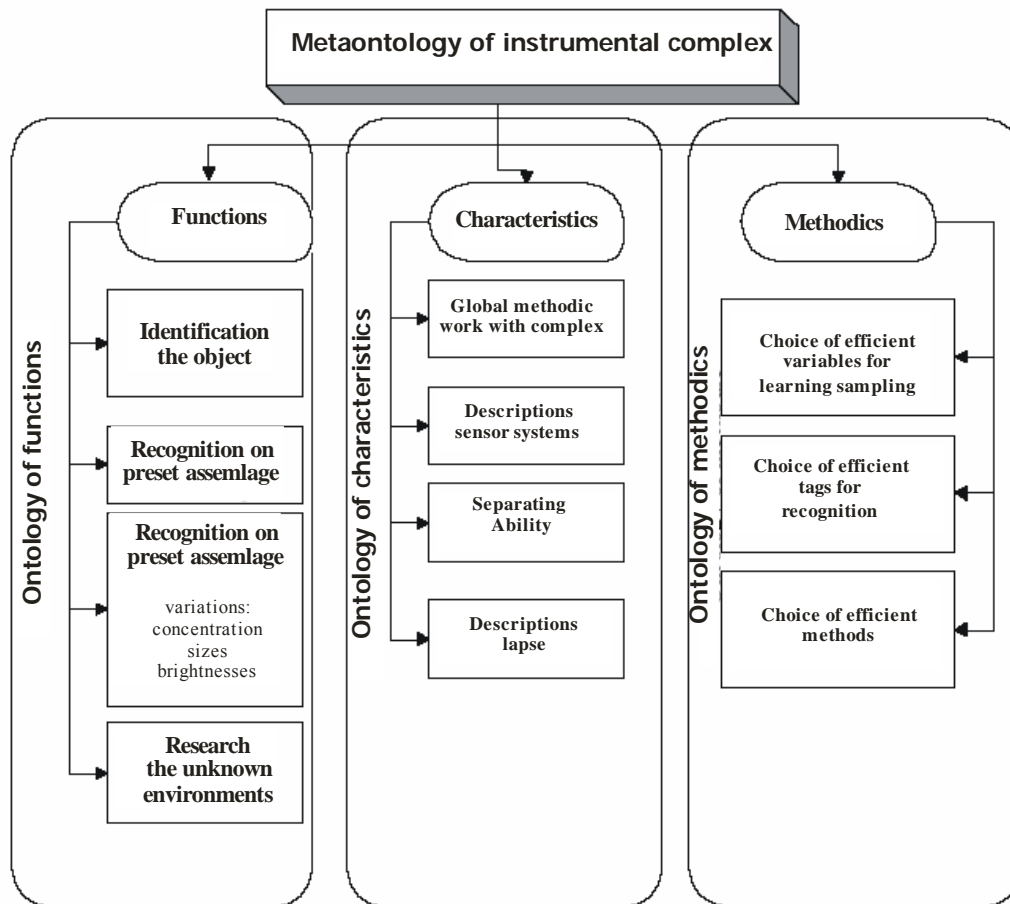 Metaontology of instrumental complex
Ontology of functions
Functions
Identification
the object
Recognition on
preset assemlage
Recognition on
preset assemlage
variations:
concentration
sizes
brightnesses
Research
the unknown
environments
Ontology of characteristics
Characteristics
Global methodic
work with complex
Descriptions
sensor systems
Separating
Ability
Descriptions
lapse
Ontology of methodics
Methodics
Choice of efficient
variables for
learning sampling
Choice of efficient
tags for
recognition
Choice of efficient
methods